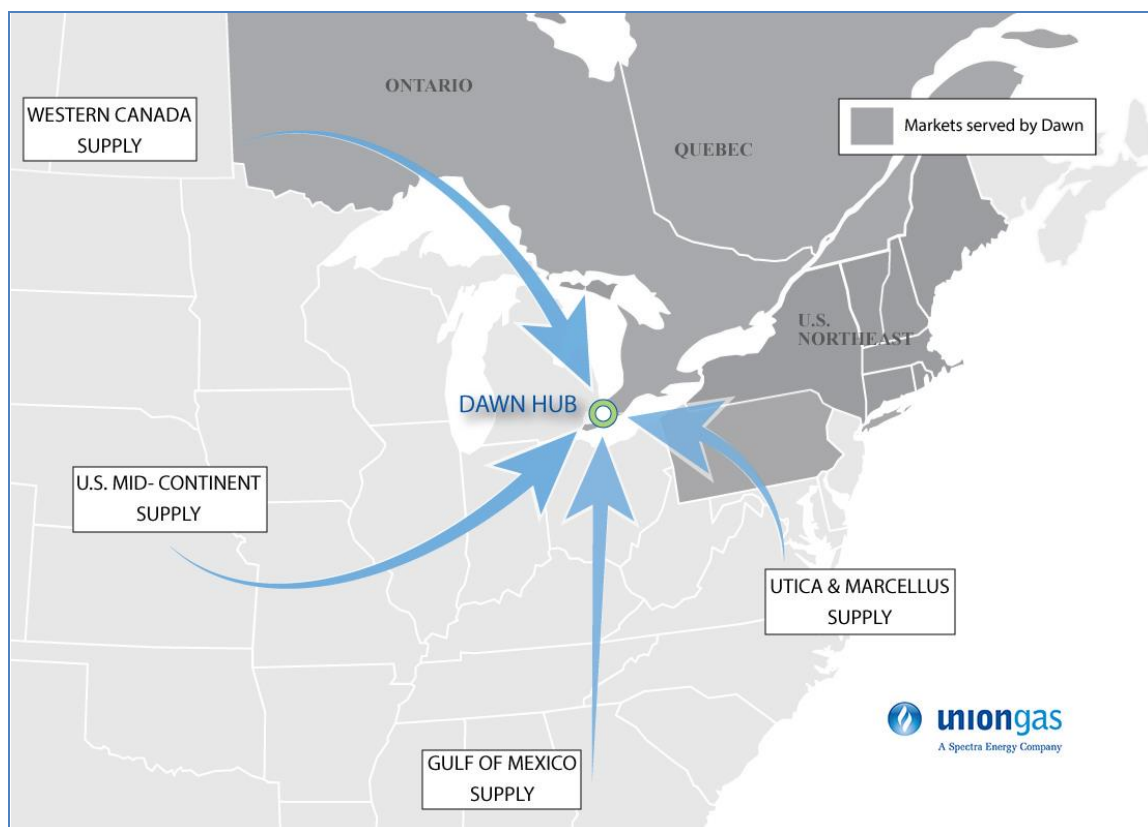 ONTARIO
WESTERN CANADA
SUPPLY
Markets served by Dawn
QUEBEC
U.S.
NORTHEAST
DAWN HUB
U.S. MID- CONTINENT
SUPPLY
UTICA & MARCELLUS
SUPPLY
uniongas
A Spectra Energy Company
GULF OF MEXICO
SUPPLY